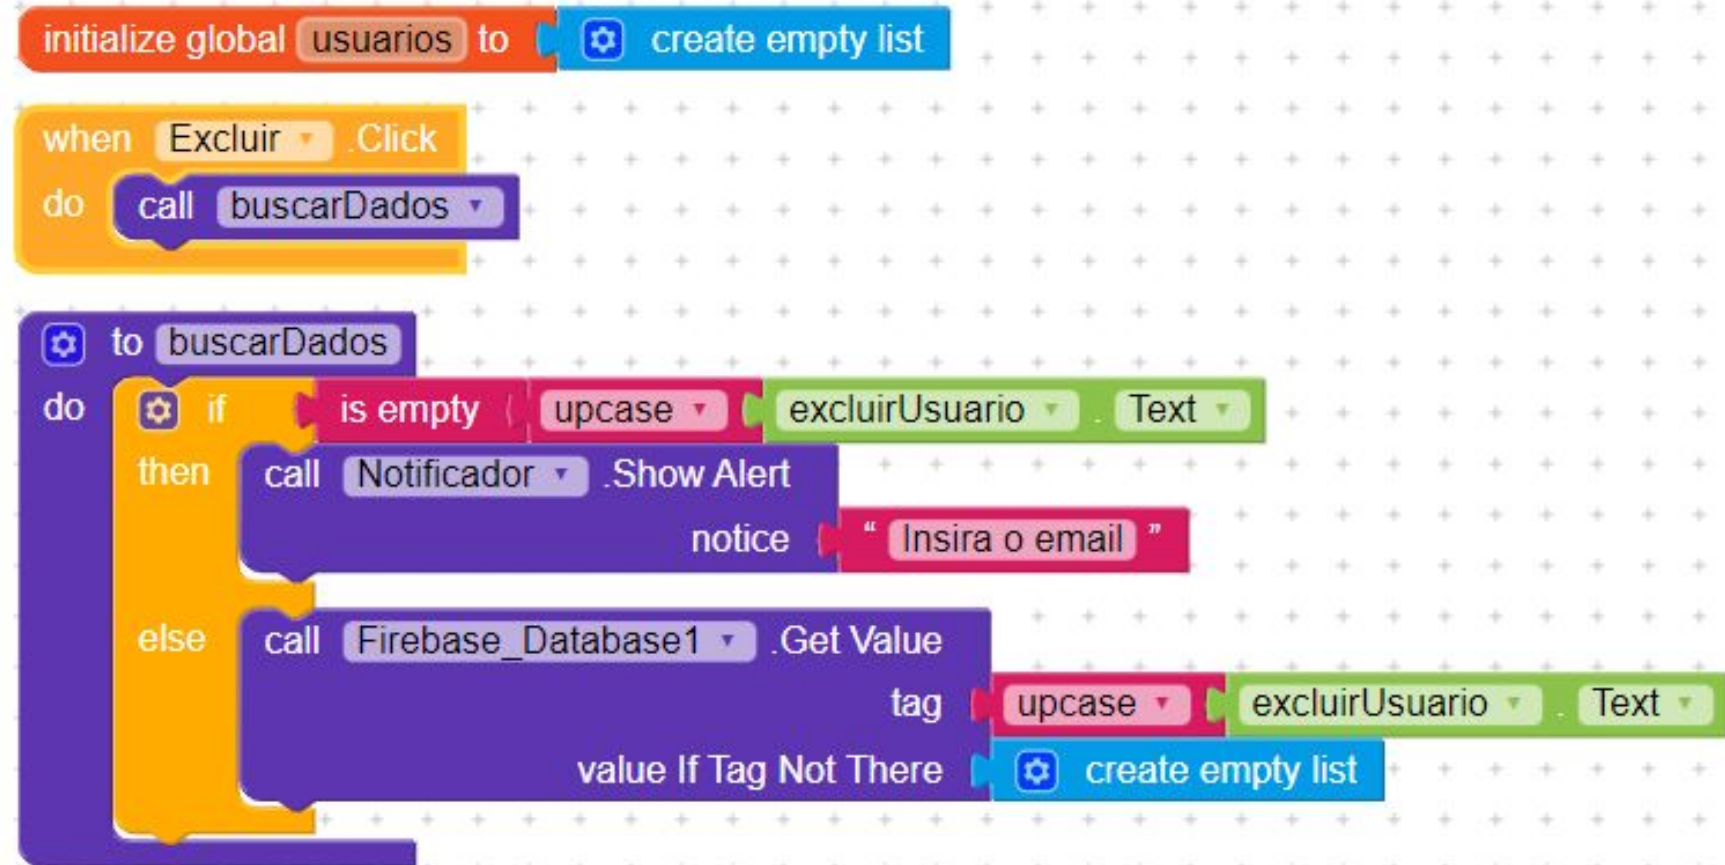 initialize global usuarios to create empty list
when Excluir .Click
do call buscarDados
to buscarDados
do if is empty upcase excluirUsuario . Text
then call Notificador .Show Alert
notice “ Insira o email ”
else call Firebase_Database1 .Get Value
tag upcase excluirUsuario . Text
value If Tag Not There create empty list